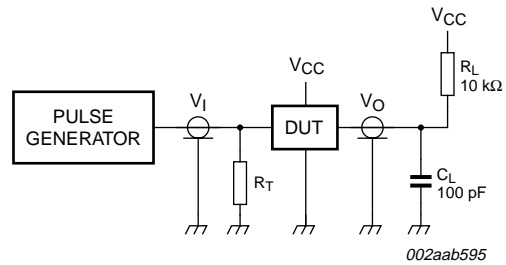 VCC
RL
10 kΩ
VCC
VI
VO
PULSE
GENERATOR
DUT
RT
CL
100 pF
002aab595